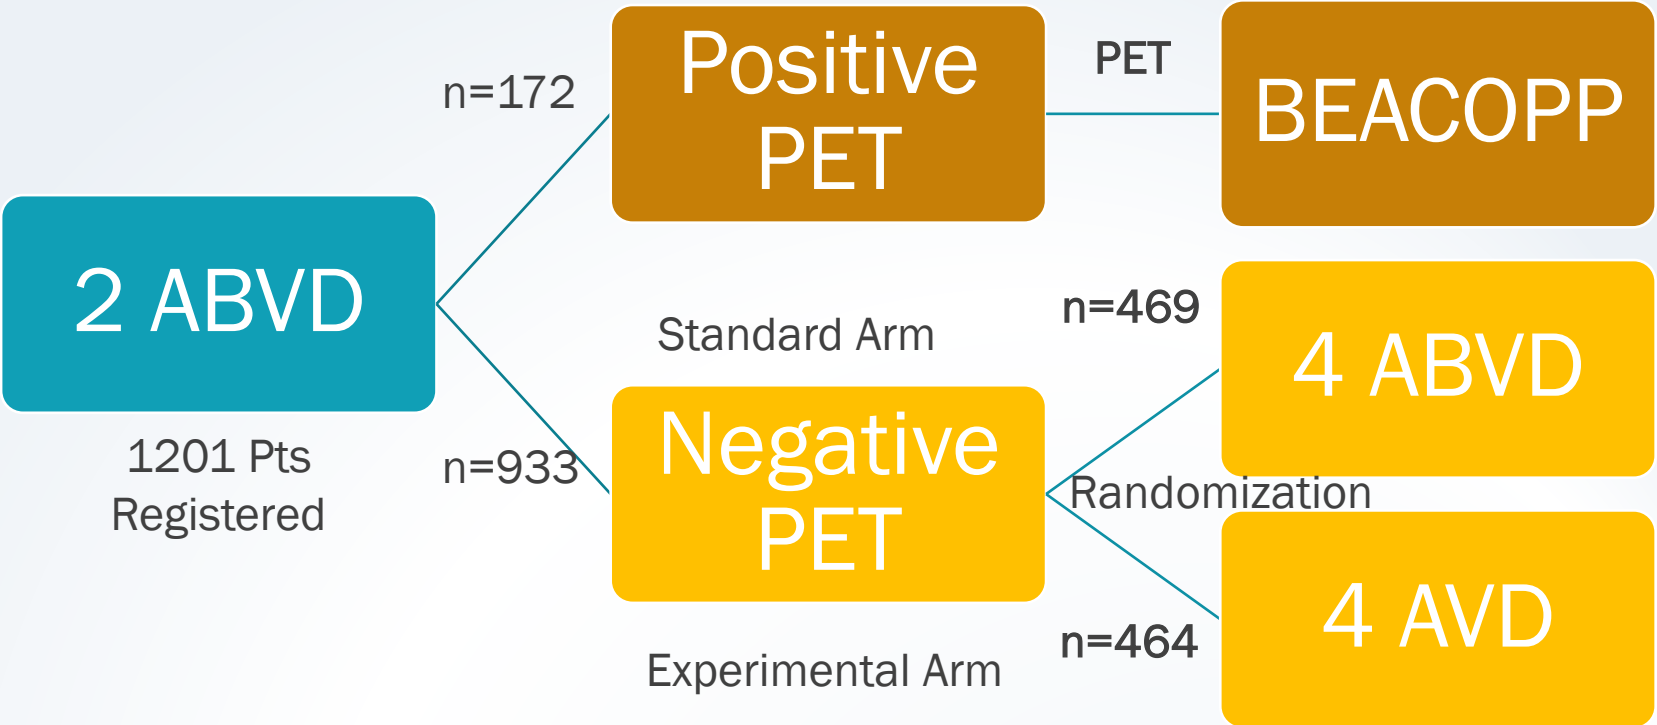 2 ABVD
1201 Pts
Registered
n=172
n=933
Positive
PET
PET
BEACOPP
Standard Arm
Negative
PET
Experimental Arm
n=469
4 ABVD
Randomization
n=464
4 AVD